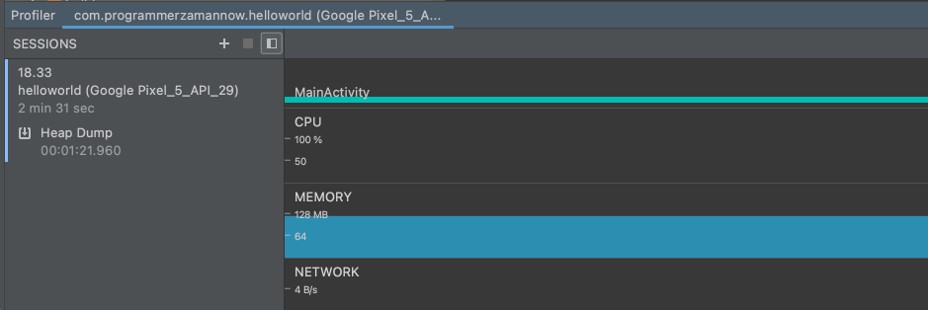 Profiler com.programmerzamannow.helloworld (Google Pixel_5_A...
SESSIONS
18.33
helloworld (Google Pixel_5_API_29)
2 min 31 sec
Heap Dump
00:01:21.960
MainActivity
CPU
100 %
50
MEMORY
128 MB
64
NETWORK
4 B/s